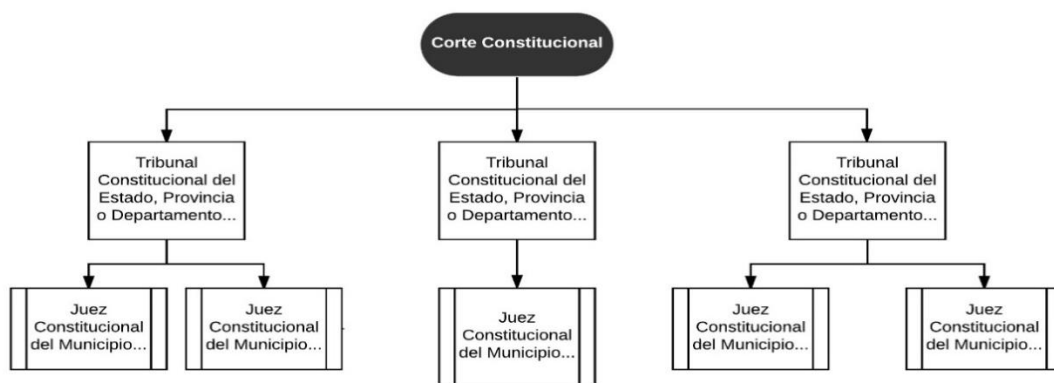 Corte Constitucional
Tribunal
Constitucional del
Estado, Provincia
o Departamento...
Tribunal
Constitucional del
Estado, Provincia
o Departamento...
Tribunal
Constitucional del
Estado, Provincia
o Departamento...
Juez
Constitucional
del Municipio...
Juez
Constitucional
del Municipio...
Juez
Constitucional
del Municipio...
Juez
Constitucional
del Municipio...
Juez
Constitucional
del Municipio...